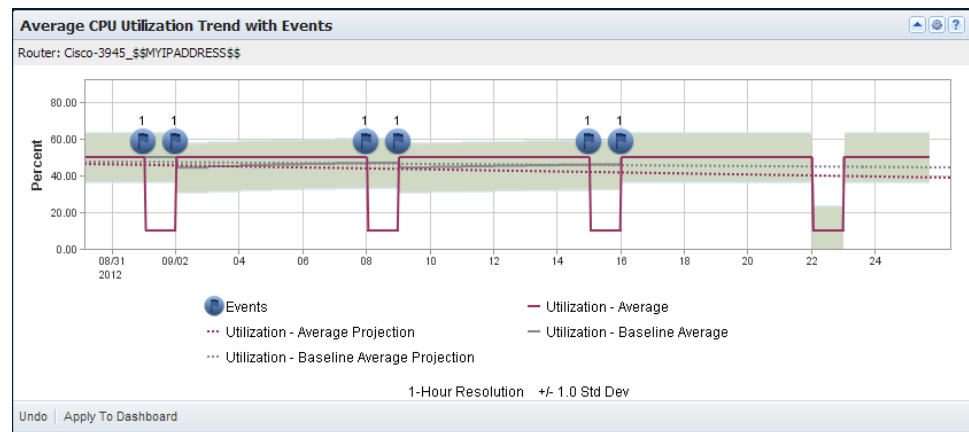 Average CPU Utilization Trend with Events
?
Router: Cisco-3945_$$MYIPADDRESS$$
Percent
80.00
60.00
40.00
20.00
0.00
1 1 1 1 1 1
08/31 09/02 04 06 08 10 12 14 16 18 20 22 24
2012
Events
Utilization - Average
Utilization - Average Projection
Utilization - Baseline Average
Utilization - Baseline Average Projection
1-Hour Resolution +/- 1.0 Std Dev
Undo Apply To Dashboard